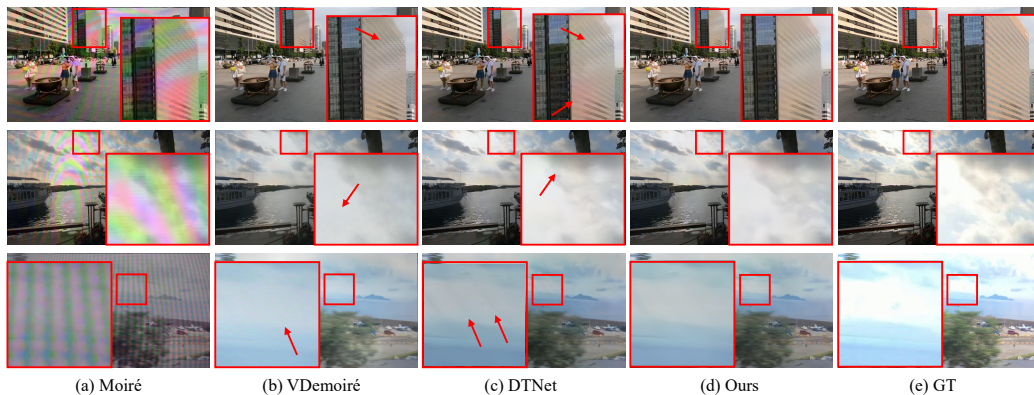 (a) Moiré
(b) VDemoiré
(c) DTNet
(d) Ours
(e) GT